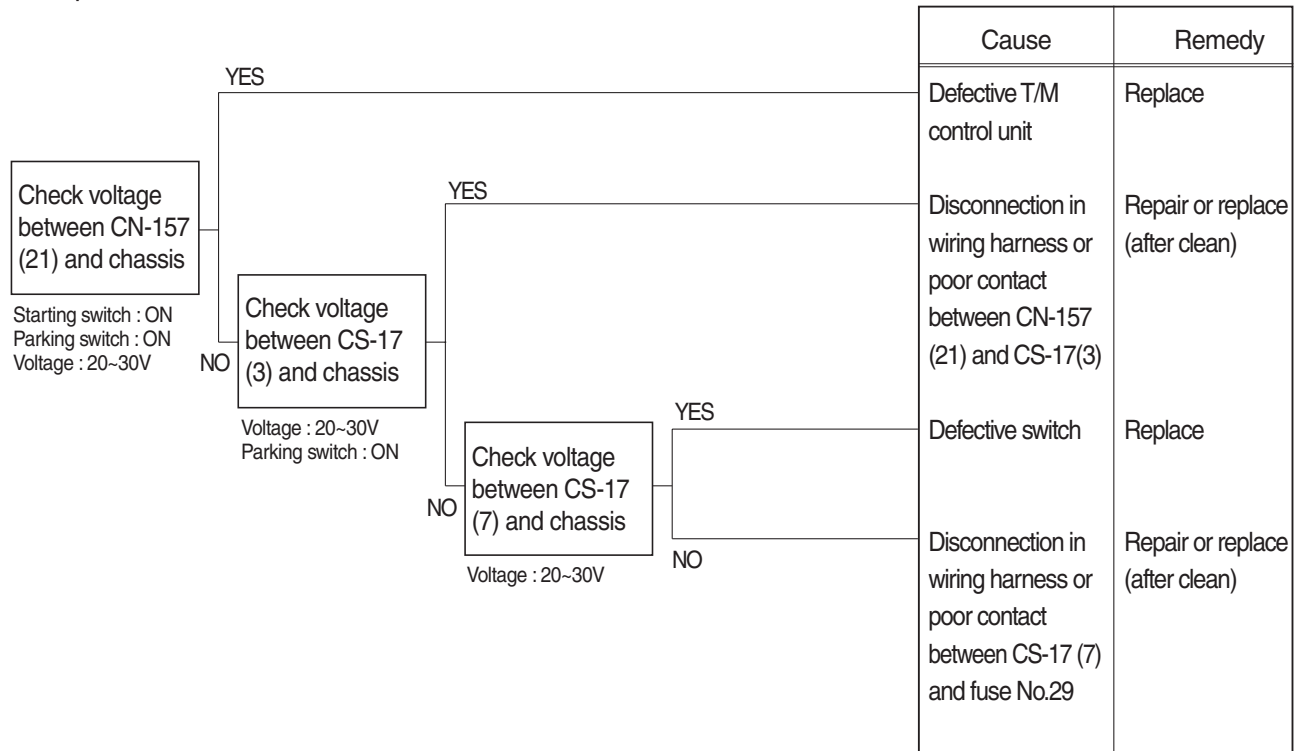 Cause
Remedy
YES
Defective T/M
control unit
Replace
Check voltage
between CN-157
(21) and chassis
Starting switch : ON
Parking switch : ON
Voltage : 20~30V
YES
Disconnection in
wiring harness or
poor contact
between CN-157
(21) and CS-17(3)
Repair or replace
(after clean)
NO
Check voltage
between CS-17
(3) and chassis
Voltage : 20~30V
Parking switch : ON
YES
Defective switch
Replace
NO
Check voltage
between CS-17
(7) and chassis
Voltage : 20~30V
NO
Disconnection in
wiring harness or
poor contact
between CS-17 (7)
and fuse No.29
Repair or replace
(after clean)